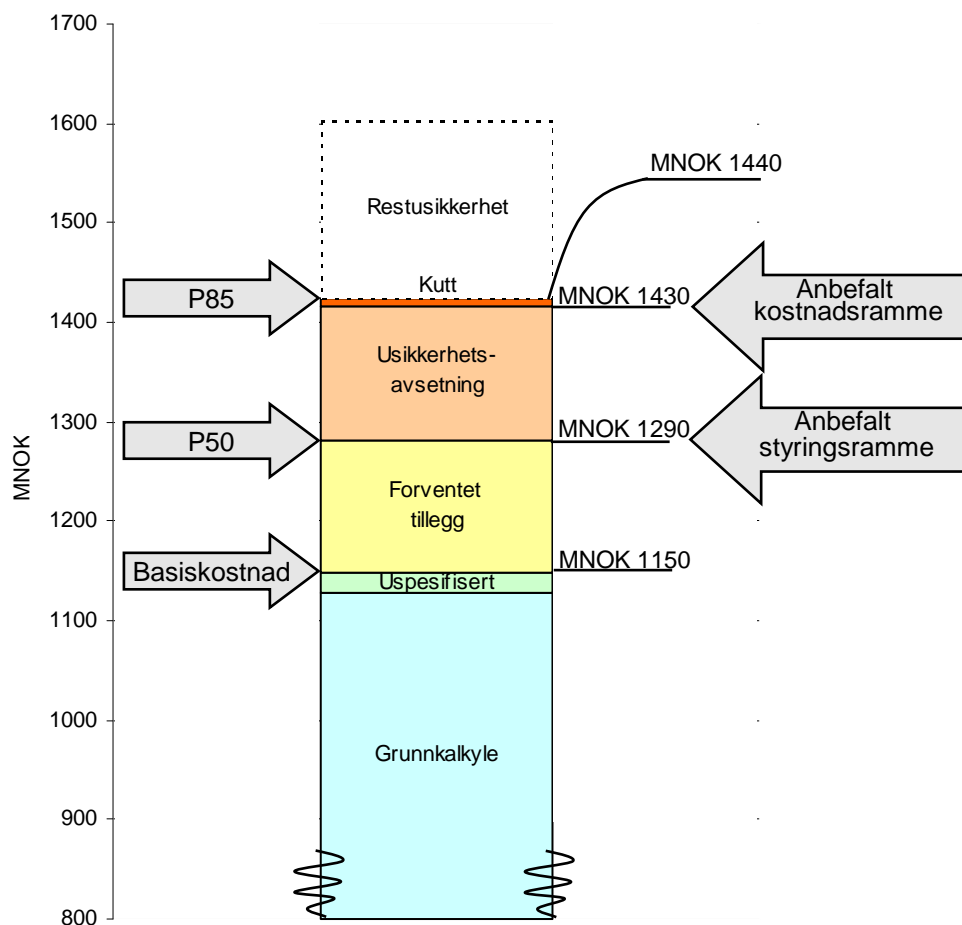 1700
1600
1500
1400
1300
1200
1100
1000
900
800
MNOK
P85
P50
Basiskostnad
Restusikkerhet
Kutt
Usikkerhets-
avsetning
Forventet
tillegg
Uspesifisert
Grunnkalkyle
MNOK 1440
MNOK 1430
MNOK 1290
MNOK 1150
Anbefalt
kostnadsramme
Anbefalt
styringsramme